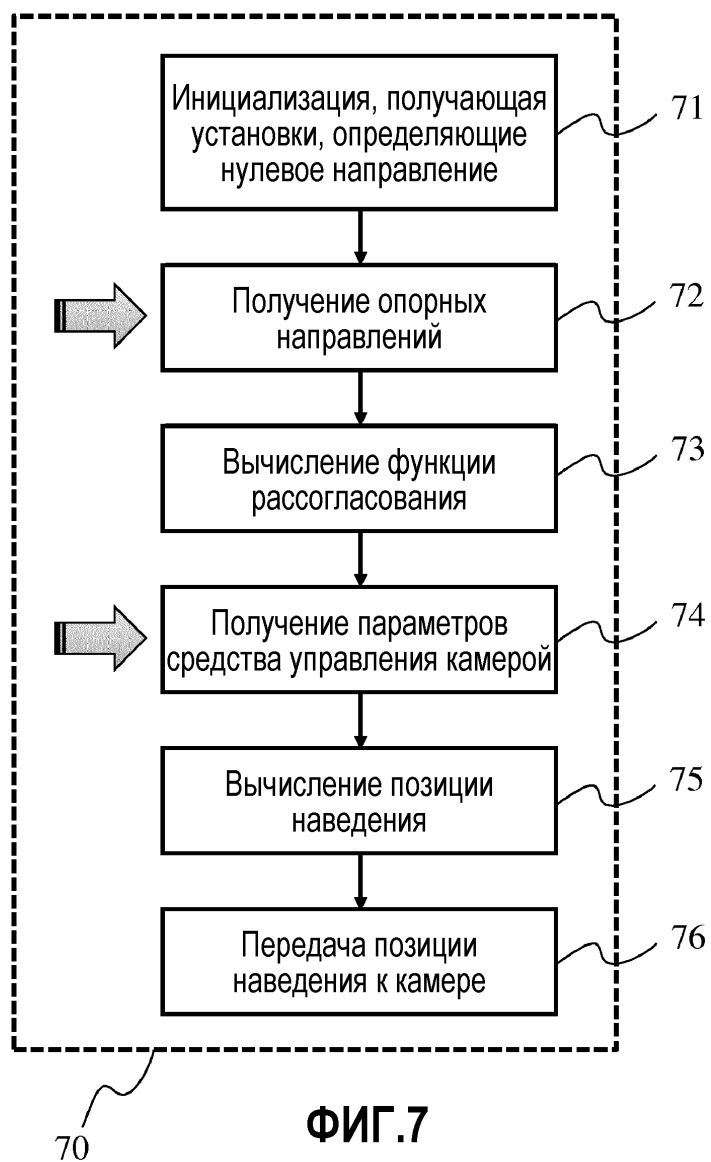 Инициализация, получающая
установки, определяющие
нулевое направление
71
Получение опорных
направлений
72
Вычисление функции
рассогласования
73
Получение параметров
средства управления камерой
74
Вычисление позиции
наведения
75
Передача позиции
наведения к камере
76
70
ФИГ.7